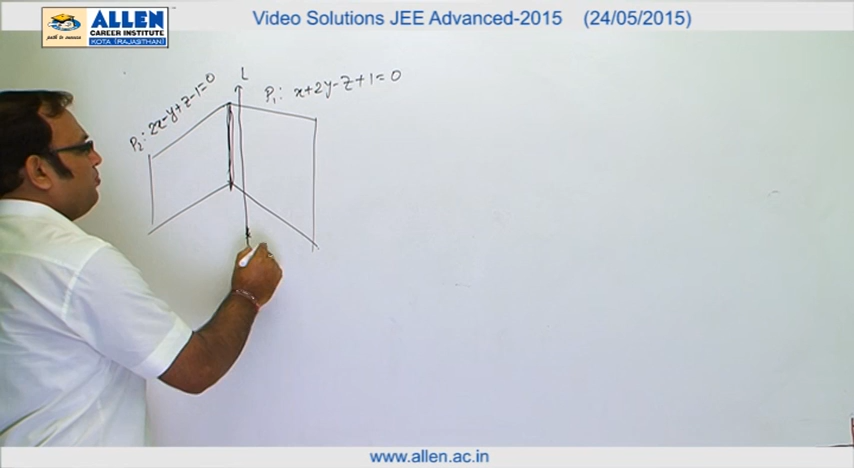 Video Solutions JEE Advanced-2015 (24/05/2015)
ALLEN
CAREER INSTITUTE
path to success
KOTA (RAJASTHAN)
L
P₂: 2x-y+z-1=0
P₁: x+2y-z+1=0
www.allen.ac.in